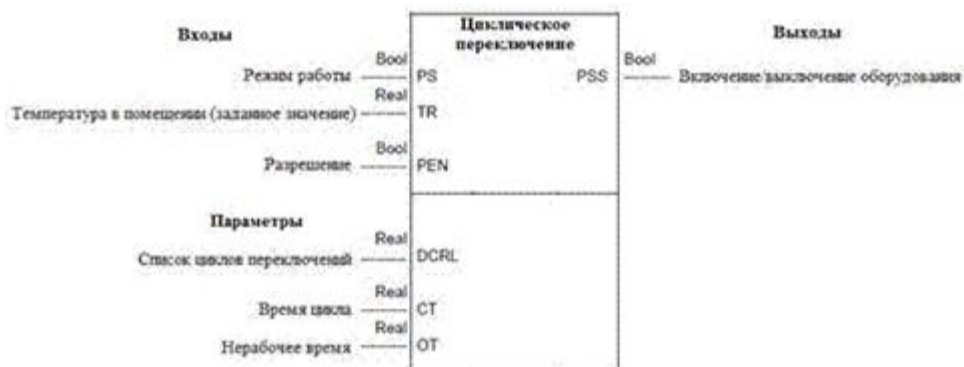 Входы
Циклическое
переключение
Выходы
Bool
Режим работы
PS
PSS
Bool
Включение/выключение оборудования
Real
Температура в помещении (заданное значение)
TR
Bool
Разрешение
PEN
Параметры
Real
Список циклов переключений
DCRL
Real
Время цикла
CT
Real
Нерабочее время
OT